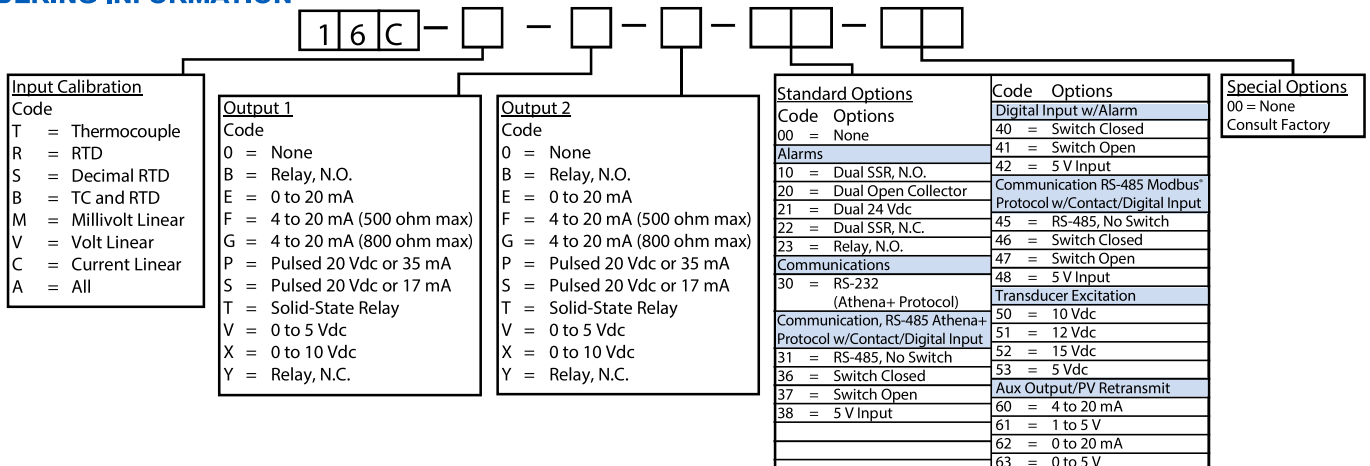 ORDERING INFORMATION
1 6 C – – – – –
Input Calibration
Code
T = Thermocouple
R = RTD
S = Decimal RTD
B = TC and RTD
M = Millivolt Linear
V = Volt Linear
C = Current Linear
A = All
Output 1
Code
0 = None
B = Relay, N.O.
E = 0 to 20 mA
F = 4 to 20 mA (500 ohm max)
G = 4 to 20 mA (800 ohm max)
P = Pulsed 20 Vdc or 35 mA
S = Pulsed 20 Vdc or 17 mA
T = Solid-State Relay
V = 0 to 5 Vdc
X = 0 to 10 Vdc
Y = Relay, N.C.
Output 2
Code
0 = None
B = Relay, N.O.
E = 0 to 20 mA
F = 4 to 20 mA (500 ohm max)
G = 4 to 20 mA (800 ohm max)
P = Pulsed 20 Vdc or 35 mA
S = Pulsed 20 Vdc or 17 mA
T = Solid-State Relay
V = 0 to 5 Vdc
X = 0 to 10 Vdc
Y = Relay, N.C.
Standard Options
Code Options
00 = None
Alarms
10 = Dual SSR, N.O.
20 = Dual Open Collector
21 = Dual 24 Vdc
22 = Dual SSR, N.C.
23 = Relay, N.O.
Communications
30 = RS-232
(Athena+ Protocol)
Communication, RS-485 Athena+
Protocol w/Contact/Digital Input
31 = RS-485, No Switch
36 = Switch Closed
37 = Switch Open
38 = 5 V Input
Code Options
Digital Input w/Alarm
40 = Switch Closed
41 = Switch Open
42 = 5 V Input
Communication RS-485 Modbus®
Protocol w/Contact/Digital Input
45 = RS-485, No Switch
46 = Switch Closed
47 = Switch Open
48 = 5 V Input
Transducer Excitation
50 = 10 Vdc
51 = 12 Vdc
52 = 15 Vdc
53 = 5 Vdc
Aux Output/PV Retransmit
60 = 4 to 20 mA
61 = 1 to 5 V
62 = 0 to 20 mA
63 = 0 to 5 V
Special Options
00 = None
Consult Factory